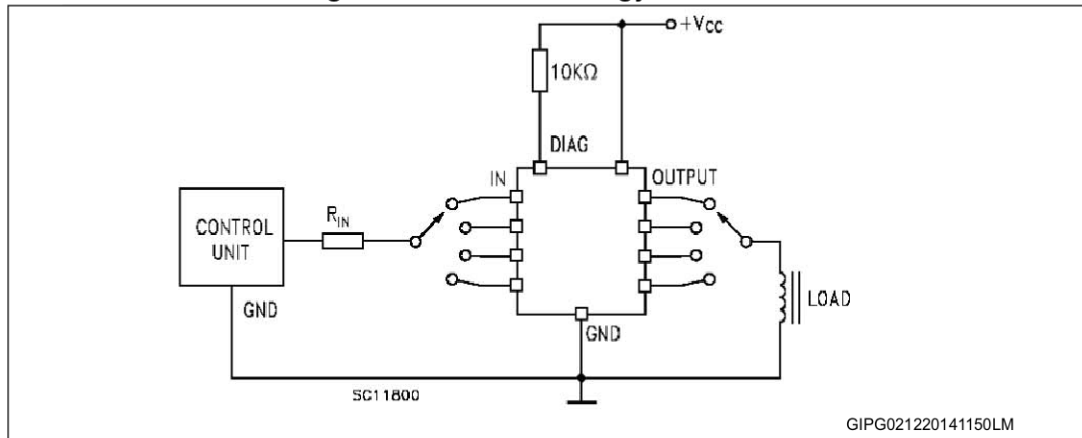 +Vcc
10KΩ
DIAG
IN
OUTPUT
CONTROL
UNIT
RIN
GND
GND
LOAD
SC11800
GIPG021220141150LM